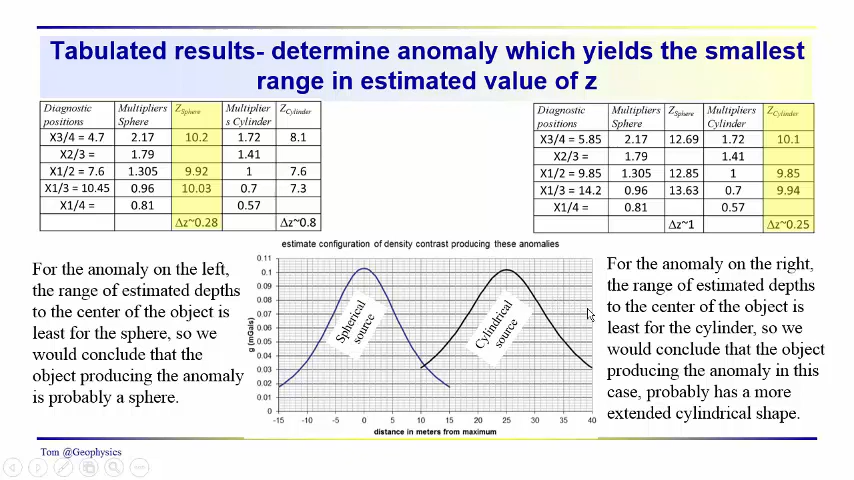 Tabulated results- determine anomaly which yields the smallest
range in estimated value of z
Diagnostic positions Multipliers Sphere ZSphere Multiplier s Cylinder ZCylinder
X3/4 = 4.7 2.17 10.2 1.72 8.1
X2/3 = 1.79 1.41
X1/2 = 7.6 1.305 9.92 1 7.6
X1/3 = 10.45 0.96 10.03 0.7 7.3
X1/4 = 0.81 0.57
Δz~0.28 Δz~0.8
Diagnostic positions Multipliers Sphere ZSphere Multipliers Cylinder ZCylinder
X3/4 = 5.85 2.17 12.69 1.72 10.1
X2/3 = 1.79 1.41
X1/2 = 9.85 1.305 12.85 1 9.85
X1/3 = 14.2 0.96 13.63 0.7 9.94
X1/4 = 0.81 0.57
Δz~1 Δz~0.25
For the anomaly on the left,
the range of estimated depths
to the center of the object is
least for the sphere, so we
would conclude that the
object producing the anomaly
is probably a sphere.
estimate configuration of density contrast producing these anomalies
g (mGals)
0.11
0.1
0.09
0.08
0.07
0.06
0.05
0.04
0.03
0.02
0.01
0
Spherical
source
Cylindrical
source
-15 -10 -5 0 5 10 15 20 25 30 35 40
distance in meters from maximum
For the anomaly on the right,
the range of estimated depths
to the center of the object is
least for the cylinder, so we
would conclude that the object
producing the anomaly in this
case, probably has a more
extended cylindrical shape.
Tom @Geophysics